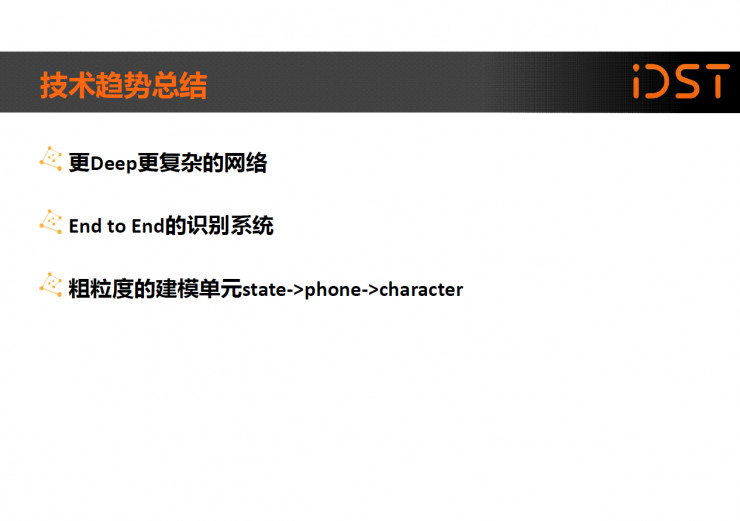 技术趋势总结
iDST
更Deep更复杂的网络
End to End的识别系统
粗粒度的建模单元state->phone->character